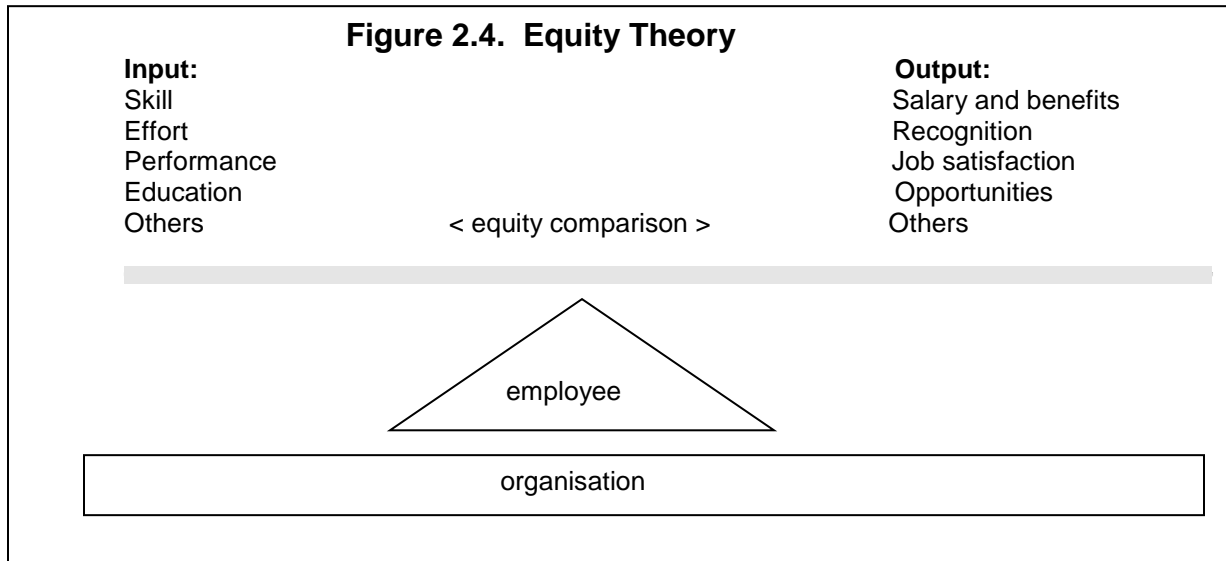 Figure 2.4. Equity Theory
Input: Output:
Skill Salary and benefits
Effort Recognition
Performance Job satisfaction
Education Opportunities
Others < equity comparison > Others
employee
organisation